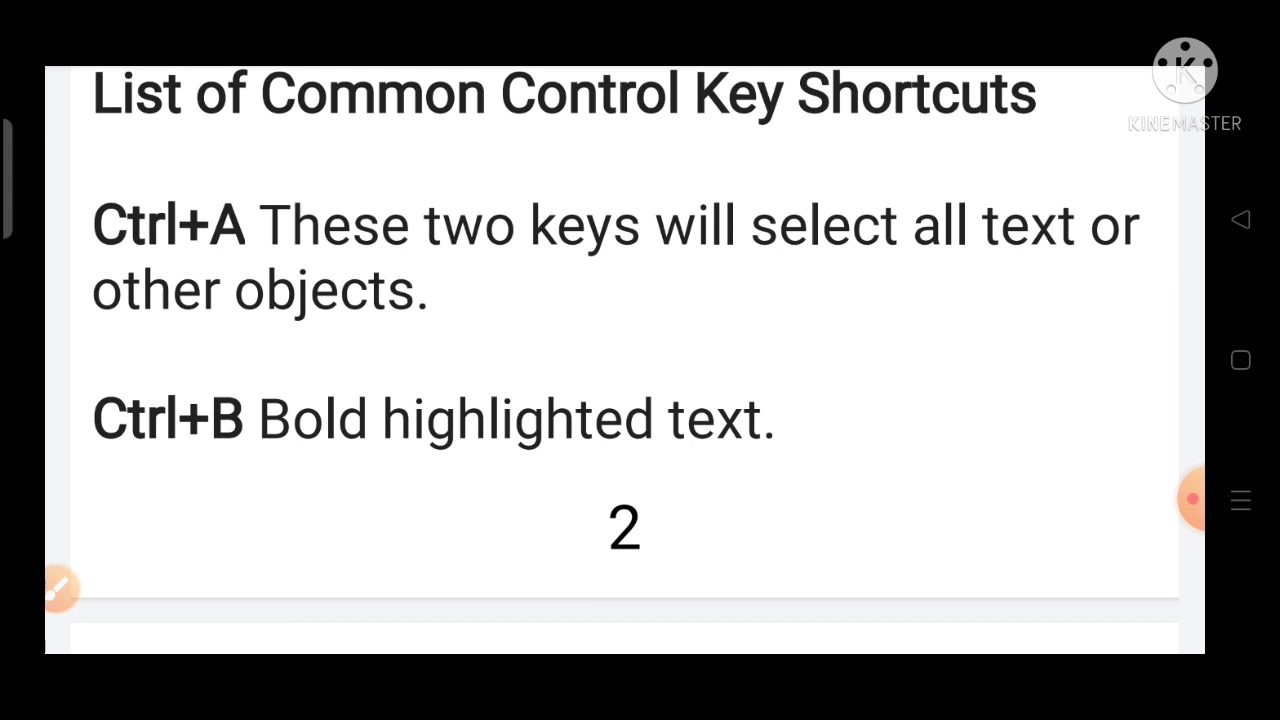 List of Common Control Key Shortcuts
K
KINEMASTER
Ctrl+A These two keys will select all text or
other objects.
Ctrl+B Bold highlighted text.
2